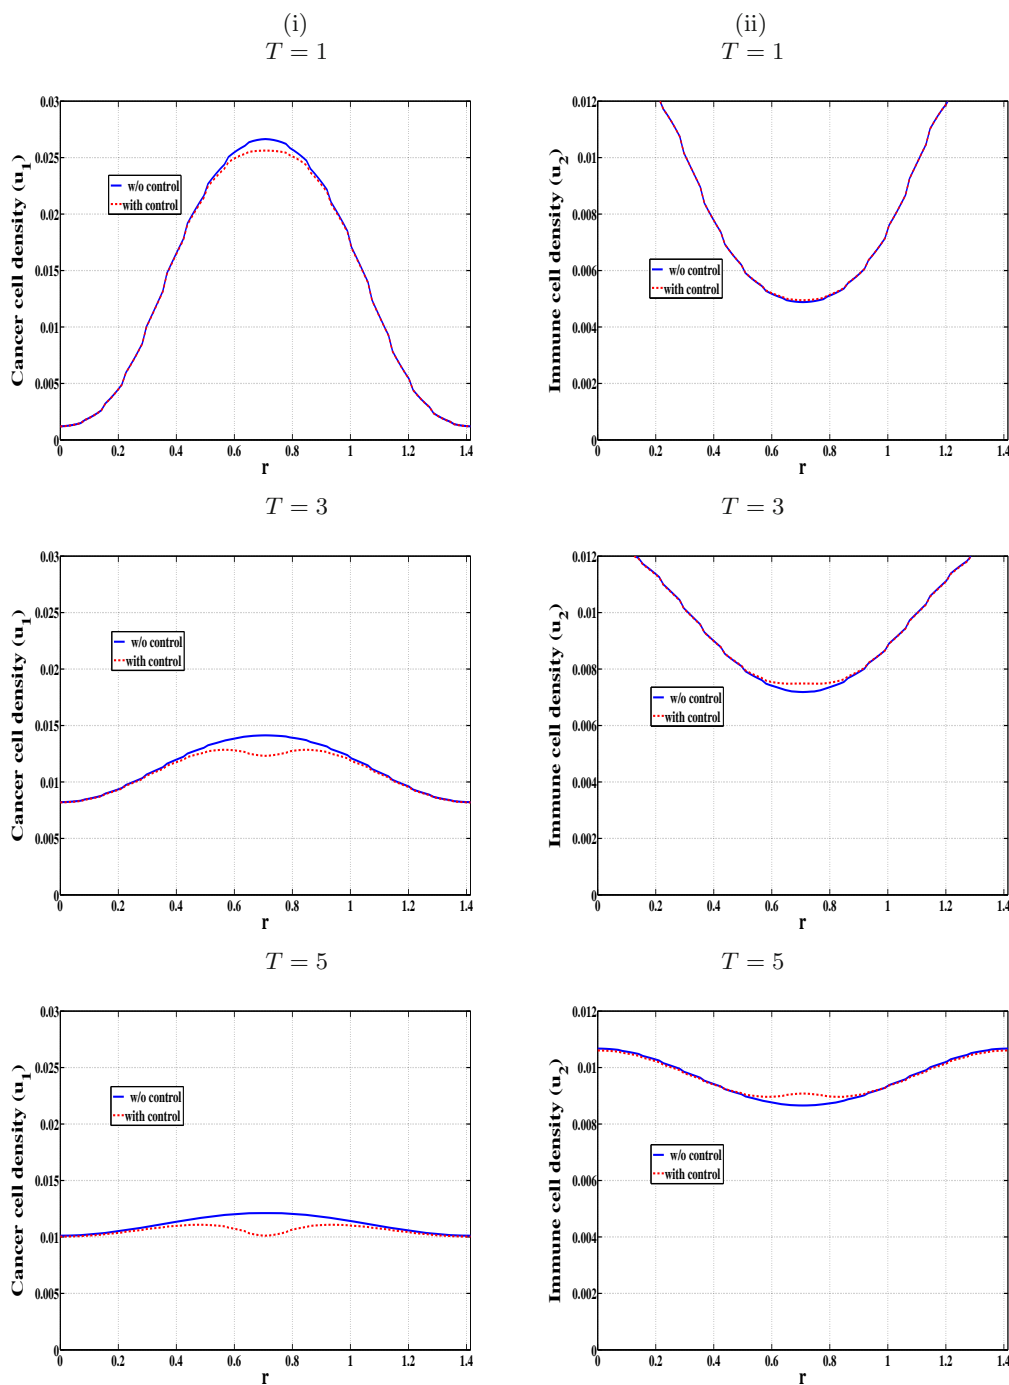 (i)
T = 1
Cancer cell density (u1)
0.03
0.025
0.02
0.015
0.01
0.005
0
w/o control
with control
0 0.2 0.4 0.6 0.8 1 1.2 1.4
r
(ii)
T = 1
Immune cell density (u2)
0.012
0.01
0.008
0.006
0.004
0.002
0
w/o control
with control
0 0.2 0.4 0.6 0.8 1 1.2 1.4
r
T = 3
Cancer cell density (u1)
0.03
0.025
0.02
0.015
0.01
0.005
0
w/o control
with control
0 0.2 0.4 0.6 0.8 1 1.2 1.4
r
T = 3
Immune cell density (u2)
0.012
0.01
0.008
0.006
0.004
0.002
0
w/o control
with control
0 0.2 0.4 0.6 0.8 1 1.2 1.4
r
T = 5
Cancer cell density (u1)
0.03
0.025
0.02
0.015
0.01
0.005
0
w/o control
with control
0 0.2 0.4 0.6 0.8 1 1.2 1.4
r
T = 5
Immune cell density (u2)
0.012
0.01
0.008
0.006
0.004
0.002
0
w/o control
with control
0 0.2 0.4 0.6 0.8 1 1.2 1.4
r